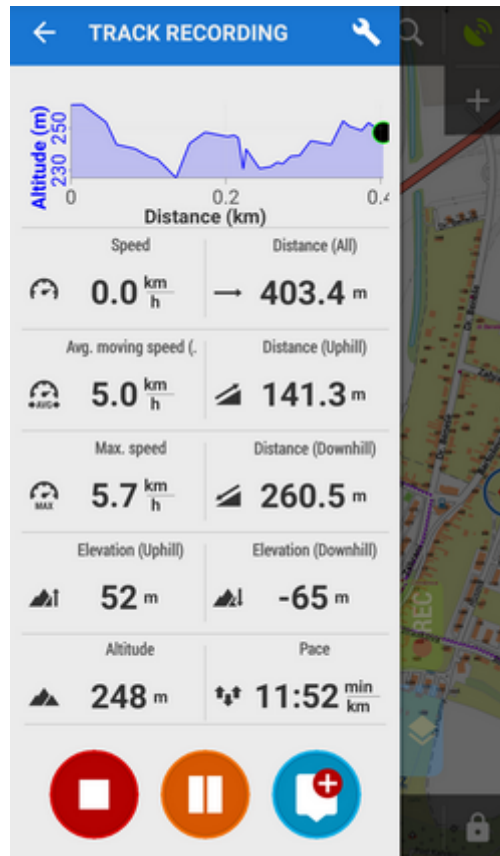 TRACK RECORDING
Altitude (m)
250
230
0
0.2
0.4
Distance (km)
Speed
Distance (All)
0.0 km/h
403.4 m
Avg. moving speed (.
Distance (Uphill)
AVG
5.0 km/h
141.3 m
Max. speed
Distance (Downhill)
MAX
5.7 km/h
260.5 m
Elevation (Uphill)
Elevation (Downhill)
52 m
-65 m
Altitude
Pace
248 m
11:52 min/km
REC